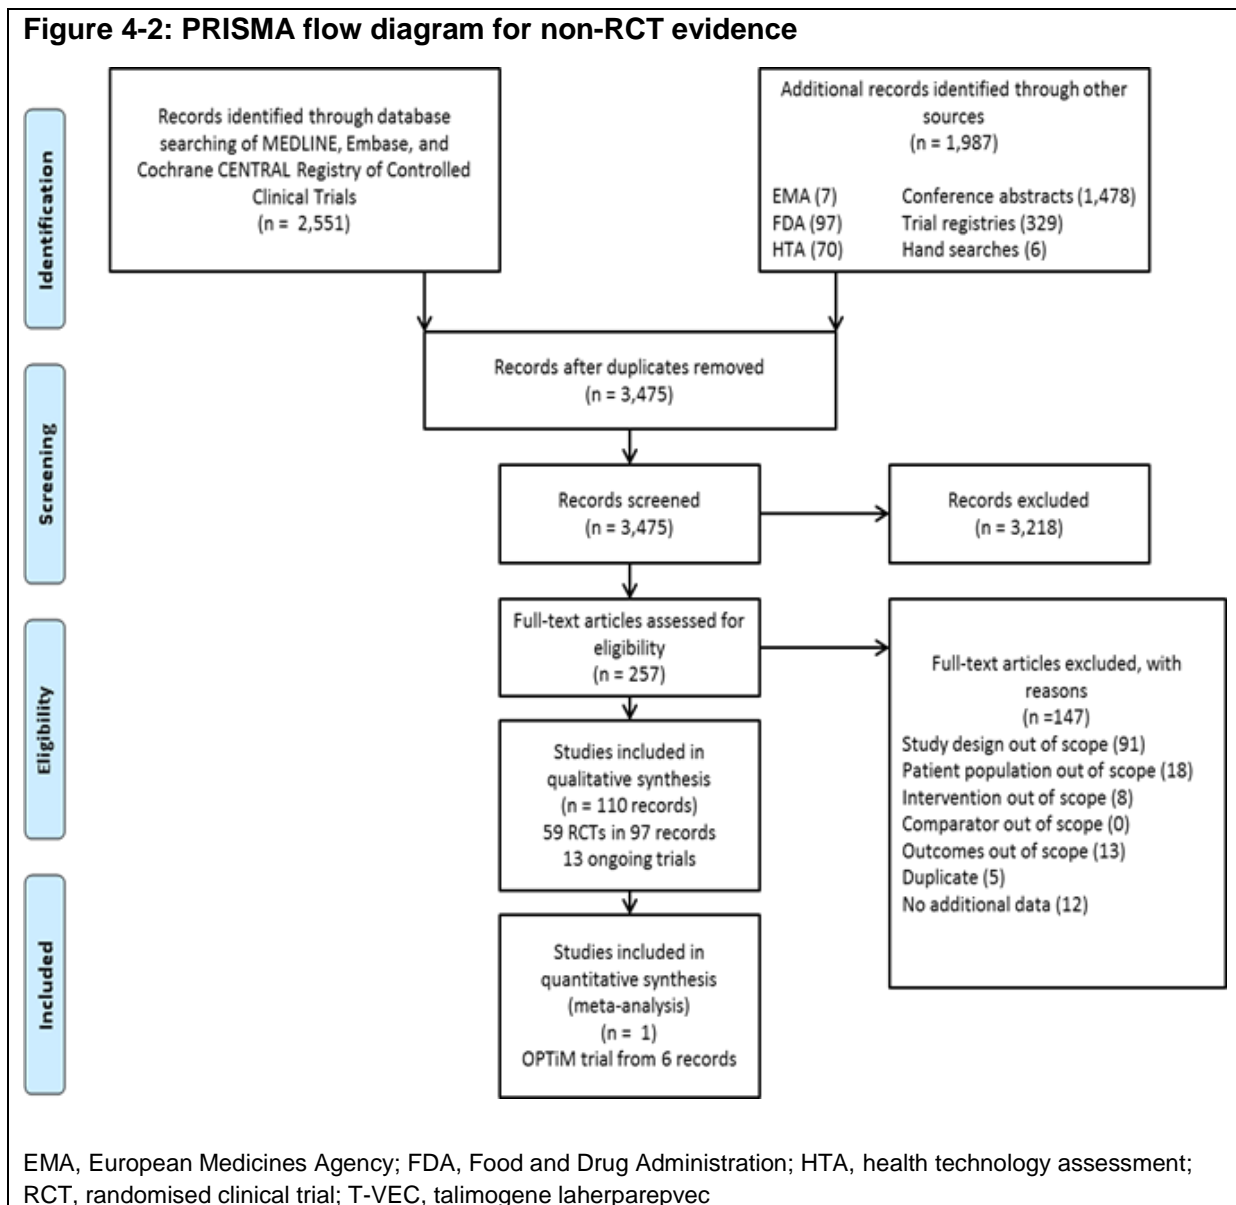 Figure 4-2: PRISMA flow diagram for non-RCT evidence
Identification
Records identified through database
searching of MEDLINE, Embase, and
Cochrane CENTRAL Registry of Controlled
Clinical Trials
(n = 2,551)
Additional records identified through other
sources
(n = 1,987)
EMA (7) Conference abstracts (1,478)
FDA (97) Trial registries (329)
HTA (70) Hand searches (6)
Records after duplicates removed
(n = 3,475)
Screening
Records screened
(n = 3,475)
Records excluded
(n = 3,218)
Eligibility
Full-text articles assessed for
eligibility
(n = 257)
Full-text articles excluded, with
reasons
(n =147)
Study design out of scope (91)
Patient population out of scope (18)
Intervention out of scope (8)
Comparator out of scope (0)
Outcomes out of scope (13)
Duplicate (5)
No additional data (12)
Studies included in
qualitative synthesis
(n = 110 records)
59 RCTs in 97 records
13 ongoing trials
Included
Studies included in
quantitative synthesis
(meta-analysis)
(n = 1)
OPTiM trial from 6 records
EMA, European Medicines Agency; FDA, Food and Drug Administration; HTA, health technology assessment;
RCT, randomised clinical trial; T-VEC, talimogene laherparepvec